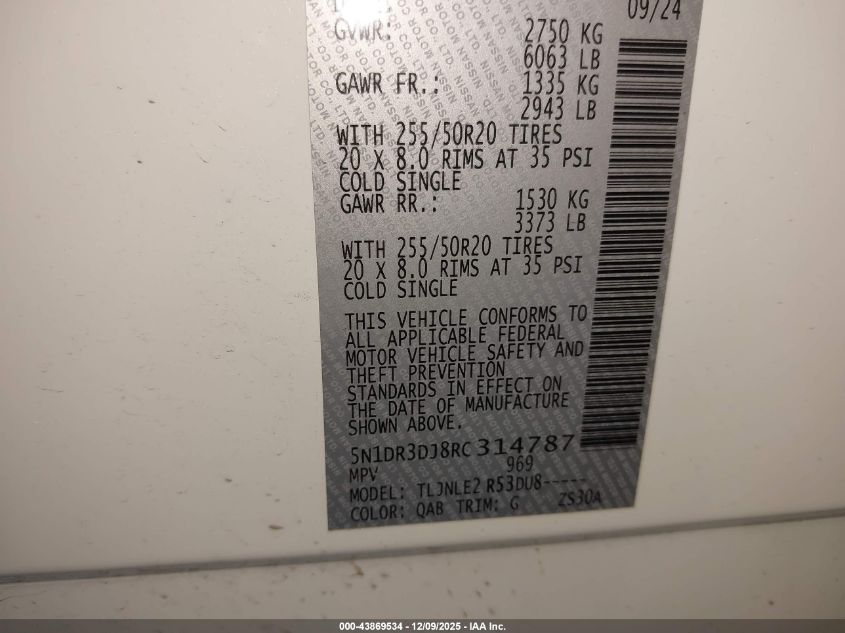 09/24
GVWR: 2750 KG
6063 LB
GAWR FR.: 1335 KG
2943 LB
WITH 255/50R20 TIRES
20 X 8.0 RIMS AT 35 PSI
COLD SINGLE
GAWR RR.: 1530 KG
3373 LB
WITH 255/50R20 TIRES
20 X 8.0 RIMS AT 35 PSI
COLD SINGLE
THIS VEHICLE CONFORMS TO
ALL APPLICABLE FEDERAL
MOTOR VEHICLE SAFETY AND
THEFT PREVENTION
STANDARDS IN EFFECT ON
THE DATE OF MANUFACTURE
SHOWN ABOVE.
5N1DR3DJ8RC314787
MPV 969
MODEL: TLJNLE2 R53DU8-----
COLOR: QAB TRIM: G ZS30A
000-43869534 - 12/09/2025 - IAA Inc.